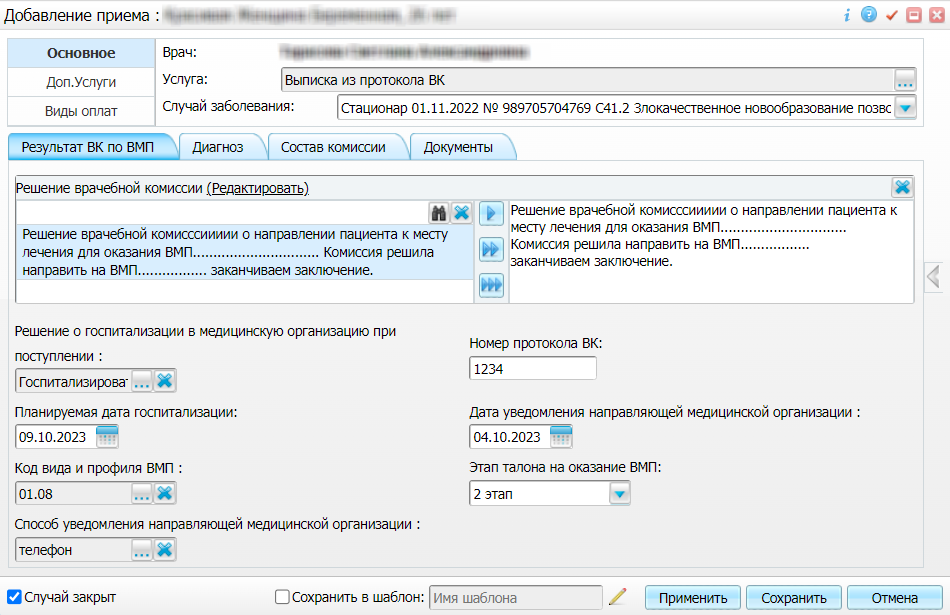 Добавление приема :
Основное
Доп.Услуги
Виды оплат
Врач:
Услуга:
Выписка из протокола ВК
Случай заболевания:
Стационар 01.11.2022 № 989705704769 C41.2 Злокачественное новообразование позвс
Результат ВК по ВМП
Диагноз
Состав комиссии
Документы
Решение врачебной комиссии (Редактировать)
Решение врачебной комисссиииии о направлении пациента к месту
лечения для оказания ВМП.............................. Комиссия решила
направить на ВМП................. заканчиваем заключение.
Решение врачебной комисссиииии о направлении пациента к
месту лечения для оказания ВМП..............................
Комиссия решила направить на ВМП.................
заканчиваем заключение.
Решение о госпитализации в медицинскую организацию при
поступлении :
Госпитализироват
Номер протокола ВК:
1234
Планируемая дата госпитализации:
09.10.2023
Дата уведомления направляющей медицинской организации :
04.10.2023
Код вида и профиля ВМП :
01.08
Этап талона на оказание ВМП:
2 этап
Способ уведомления направляющей медицинской организации :
телефон
Случай закрыт
Сохранить в шаблон:
Имя шаблона
Применить
Сохранить
Отмена